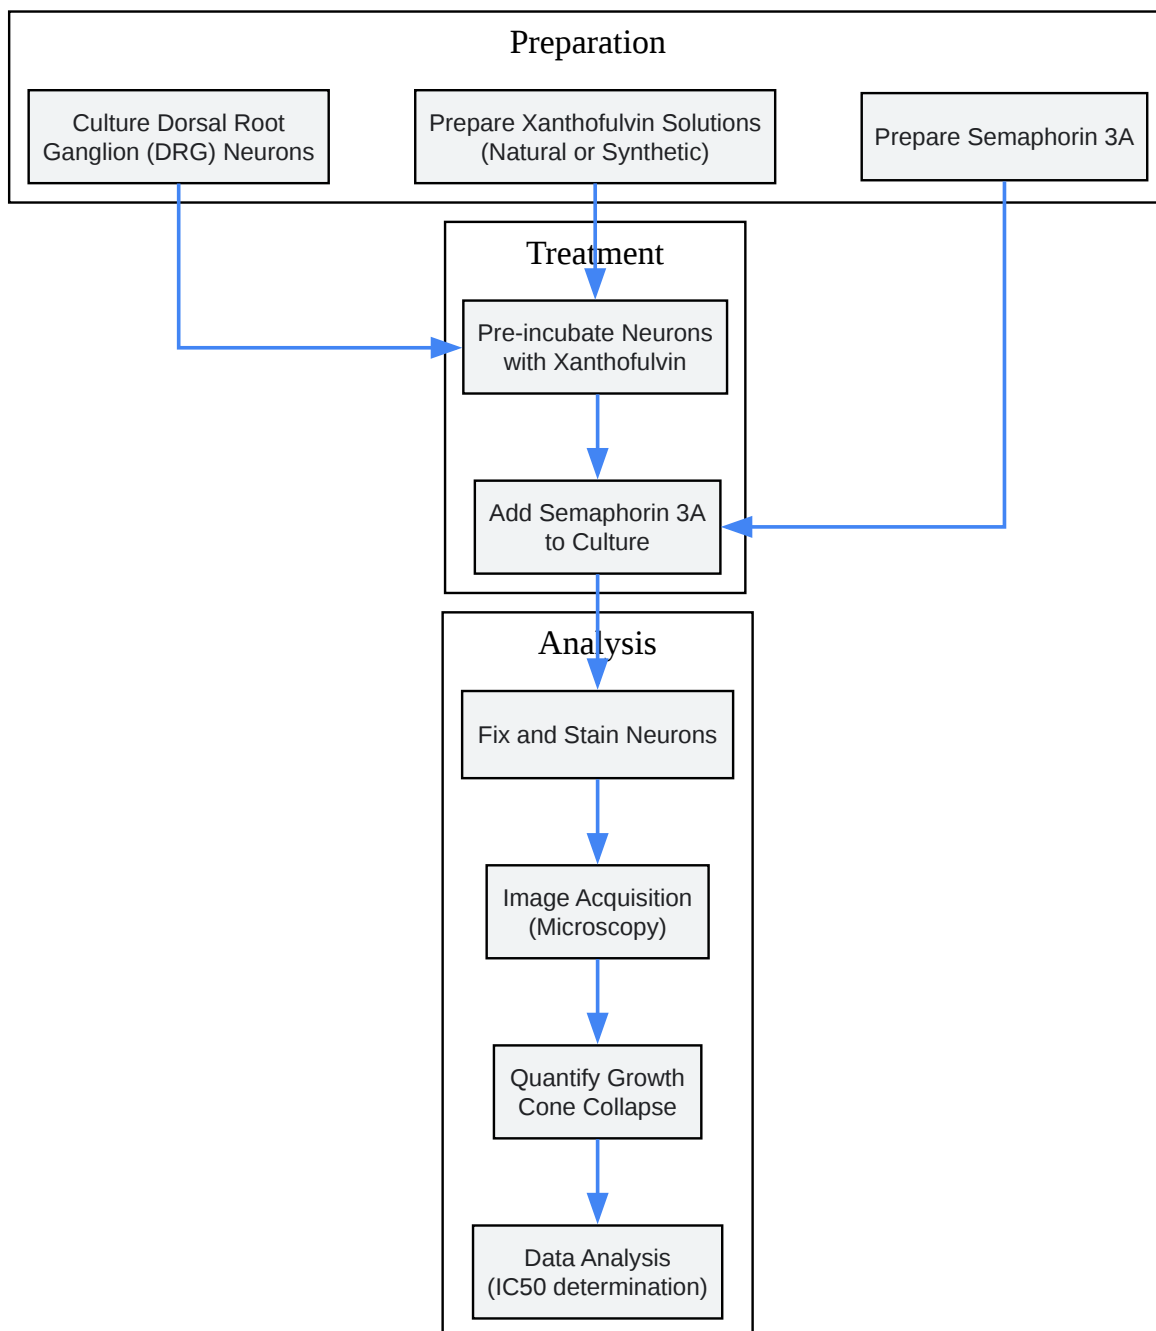 Preparation
Culture Dorsal Root
Ganglion (DRG) Neurons
Prepare Xanthofulvin Solutions
(Natural or Synthetic)
Prepare Semaphorin 3A
Treatment
Pre-incubate Neurons
with Xanthofulvin
Add Semaphorin 3A
to Culture
Analysis
Fix and Stain Neurons
Image Acquisition
(Microscopy)
Quantify Growth
Cone Collapse
Data Analysis
(IC50 determination)